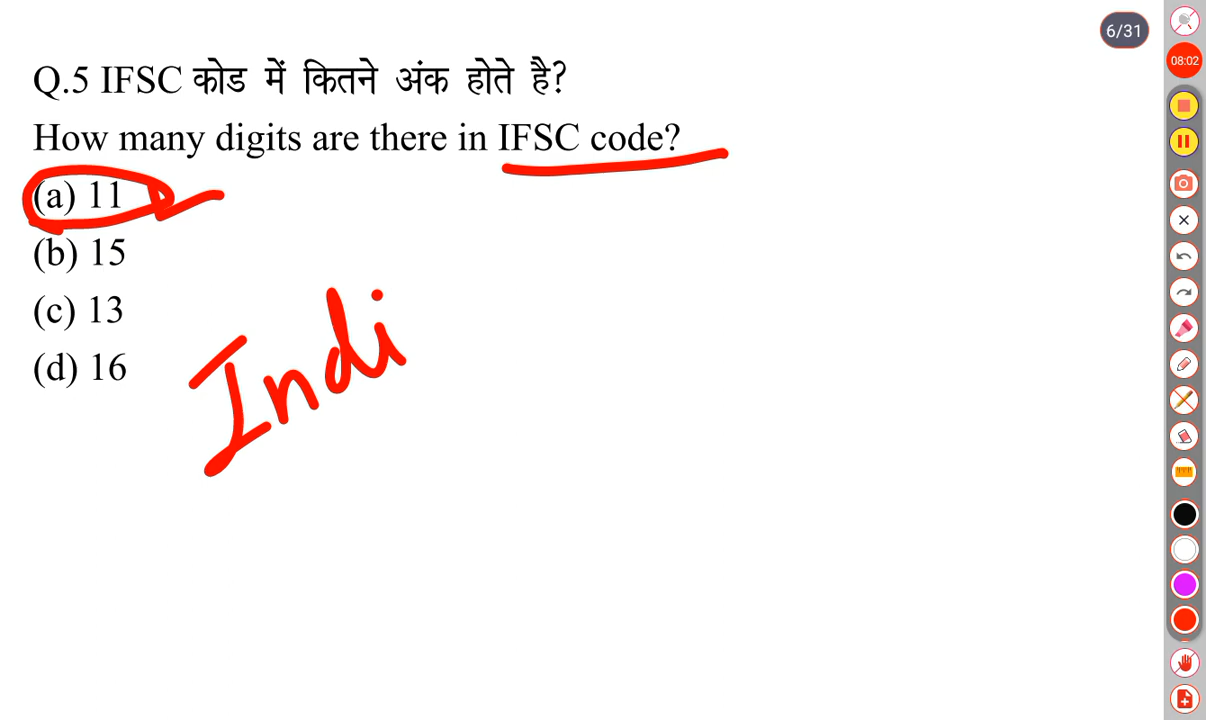 6/31
08:02
Q.5 IFSC कोड में कितने अंक होते है?
How many digits are there in IFSC code?
(a) 11
(b) 15
(c) 13
(d) 16
Indi